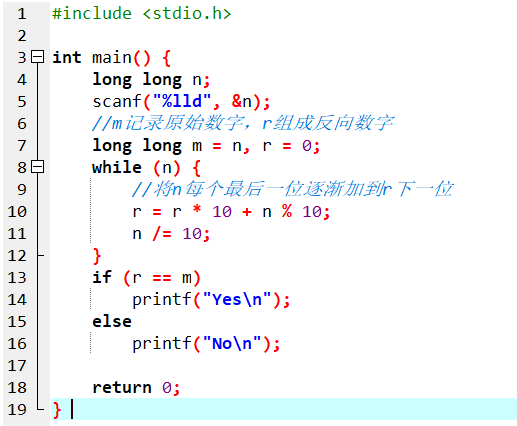 1 #include <stdio.h>
2
3 int main() {
4 long long n;
5 scanf("%lld", &n);
6 //m记录原始数字，r组成反向数字
7 long long m = n, r = 0;
8 while (n) {
9 //将n每个最后一位逐渐加到r下一位
10 r = r * 10 + n % 10;
11 n /= 10;
12 }
13 if (r == m)
14 printf("Yes\n");
15 else
16 printf("No\n");
17
18 return 0;
19 }